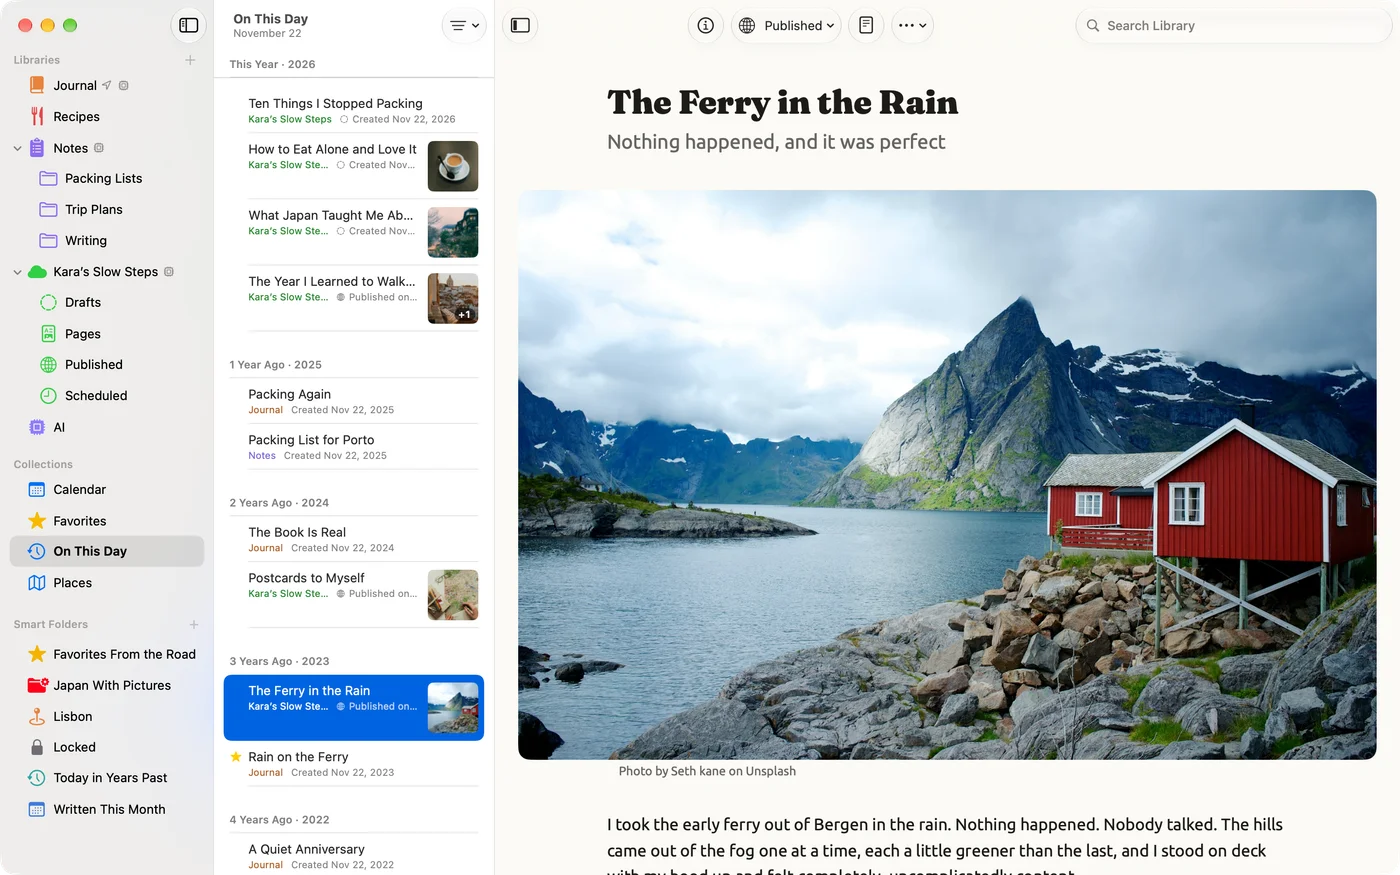 Libraries
Journal
Recipes
Notes
Packing Lists
Trip Plans
Writing
Kara's Slow Steps
Drafts
Pages
Published
Scheduled
AI
Collections
Calendar
Favorites
On This Day
Places
Smart Folders
Favorites From the Road
Japan With Pictures
Lisbon
Locked
Today in Years Past
Written This Month
On This Day
November 22
This Year · 2026
Ten Things I Stopped Packing
Kara's Slow Steps Created Nov 22, 2026
How to Eat Alone and Love It
Kara's Slow Ste... Created Nov...
What Japan Taught Me Ab...
Kara's Slow Ste... Created Nov...
The Year I Learned to Walk...
Kara's Slow Ste... Published on...
+1
1 Year Ago · 2025
Packing Again
Journal Created Nov 22, 2025
Packing List for Porto
Notes Created Nov 22, 2025
2 Years Ago · 2024
The Book Is Real
Journal Created Nov 22, 2024
Postcards to Myself
Kara's Slow Ste... Published on...
3 Years Ago · 2023
The Ferry in the Rain
Kara's Slow Ste... Published on...
Rain on the Ferry
Journal Created Nov 22, 2023
4 Years Ago · 2022
A Quiet Anniversary
Journal Created Nov 22, 2022
Published
Search Library
The Ferry in the Rain
Nothing happened, and it was perfect
Photo by Seth kane on Unsplash
I took the early ferry out of Bergen in the rain. Nothing happened. Nobody talked. The hills
came out of the fog one at a time, each a little greener than the last, and I stood on deck
with my hood up and felt completely, uncomplicatedly content.